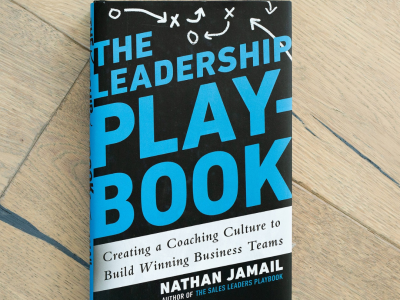 THE
LEADERSHIP
PLAY-
BOOK
Creating a Coaching Culture to
Build Winning Business Teams
NATHAN JAMAIL
AUTHOR OF THE SALES LEADERS PLAYBOOK